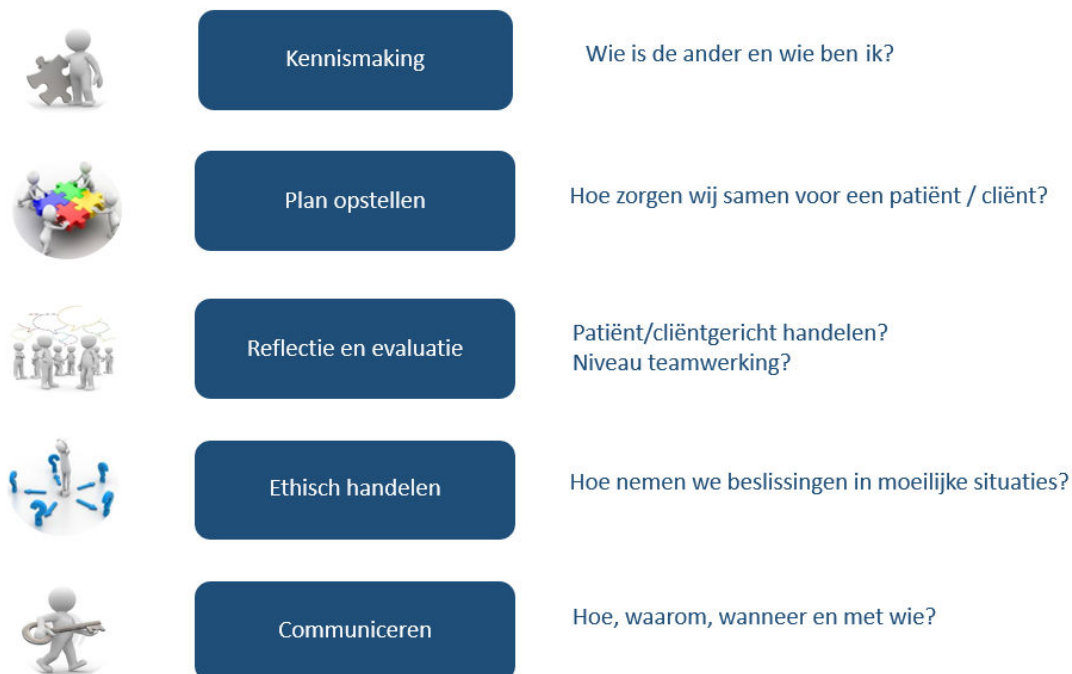 Kennismaking
Wie is de ander en wie ben ik?
Plan opstellen
Hoe zorgen wij samen voor een patiënt / cliënt?
Reflectie en evaluatie
Patiënt/cliëntgericht handelen?
Niveau teamwerking?
Ethisch handelen
Hoe nemen we beslissingen in moeilijke situaties?
Communiceren
Hoe, waarom, wanneer en met wie?